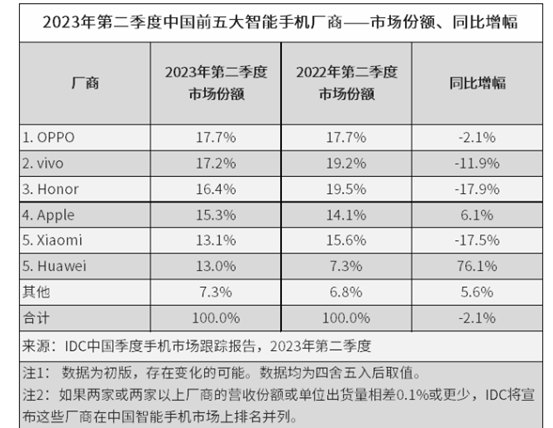 2023年第二季度中国前五大智能手机厂商——市场份额、同比增幅
厂商 2023年第二季度市场份额 2022年第二季度市场份额 同比增幅
1. OPPO 17.7% 17.7% -2.1%
2. vivo 17.2% 19.2% -11.9%
3. Honor 16.4% 19.5% -17.9%
4. Apple 15.3% 14.1% 6.1%
5. Xiaomi 13.1% 15.6% -17.5%
5. Huawei 13.0% 7.3% 76.1%
其他 7.3% 6.8% 5.6%
合计 100.0% 100.0% -2.1%
来源：IDC中国季度手机市场跟踪报告，2023年第二季度
注1： 数据为初版，存在变化的可能。数据均为四舍五入后取值。
注2：如果两家或两家以上厂商的营收份额或单位出货量相差0.1%或更少，IDC将宣
布这些厂商在中国智能手机市场上排名并列。